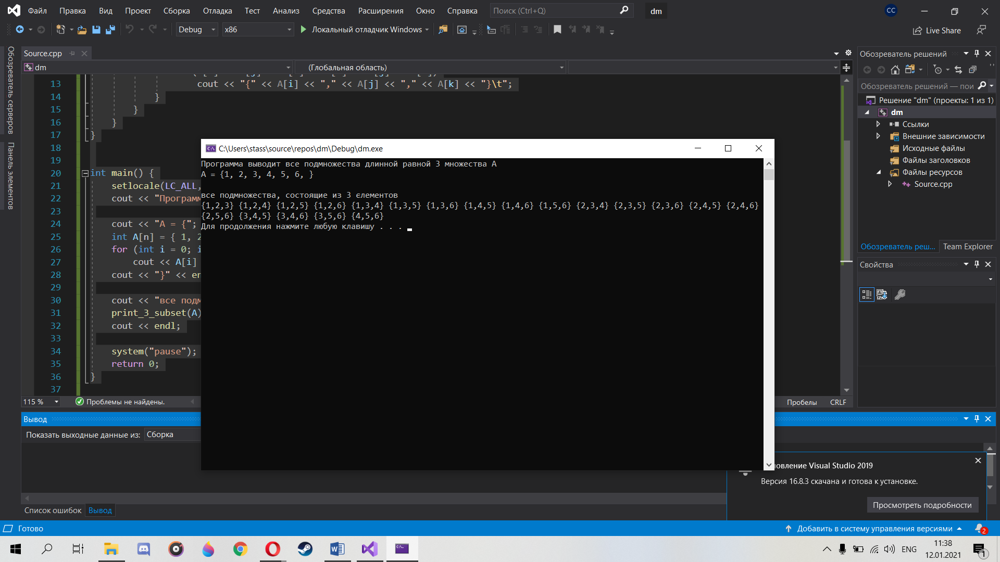 Файл Правка Вид Проект Сборка Отладка Тест Анализ Средства Расширения Окно Справка Поиск (Ctrl+Q) dm CC
Debug x86 Локальный отладчик Windows Live Share
Обозреватель серверов
Панель элементов
Source.cpp
dm (Глобальная область)
13 cout << "{" << A[i] << "," << A[j] << "," << A[k] << "}\t";
14 }
15 }
16 }
17 }
18
19
20 int main() {
21 setlocale(LC_ALL,
22 cout << "Програм
23
24 cout << "A = {";
25 int A[n] = { 1, 2
26 for (int i = 0; i
27 cout << A[i]
28 cout << "}" << en
29
30 cout << "все подм
31 print_3_subset(A)
32 cout << endl;
33
34 system("pause");
35 return 0;
36 }
37
115 % Проблемы не найдены. Пробелы CRLF
C:\Users\stass\source\repos\dm\Debug\dm.exe
Программа выводит все подмножества длинной равной 3 множества A
A = {1, 2, 3, 4, 5, 6, }
все подмножества, состоящие из 3 єлементов
{1,2,3} {1,2,4} {1,2,5} {1,2,6} {1,3,4} {1,3,5} {1,3,6} {1,4,5} {1,4,6} {1,5,6} {2,3,4} {2,3,5} {2,3,6} {2,4,5} {2,4,6}
{2,5,6} {3,4,5} {3,4,6} {3,5,6} {4,5,6}
Для продолжения нажмите любую клавишу . . .
Обозреватель решений
Обозреватель решений — пои
Решение "dm" (проекты: 1 из 1)
dm
Ссылки
Внешние зависимости
Исходные файлы
Файлы заголовков
Файлы ресурсов
Source.cpp
Обозреватель реш... Team Explorer
Свойства
Вывод
Показать выходные данные из: Сборка
Список ошибок Вывод
овление Visual Studio 2019
Версия 16.8.3 скачана и готова к установке.
Просмотреть подробности
Готово Добавить в систему управления версиями 2
ENG 11:38
12.01.2021 1